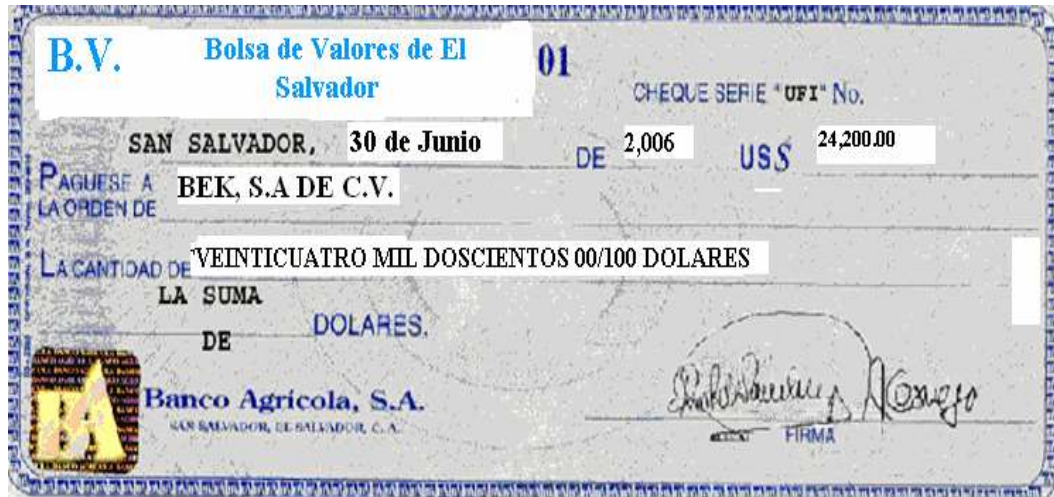 B.V. Bolsa de Valores de El
Salvador
01
CHEQUE SERIE "UFI" No.
SAN SALVADOR, 30 de Junio DE 2,006 US$ 24,200.00
PAGUESE A
LA ORDEN DE BEK, S.A DE C.V.
LA CANTIDAD DE VEINTICUATRO MIL DOSCIENTOS 00/100 DOLARES
LA SUMA
DE DOLARES.
Banco Agrícola, S.A.
SAN SALVADOR, EL SALVADOR, C. A.
FIRMA